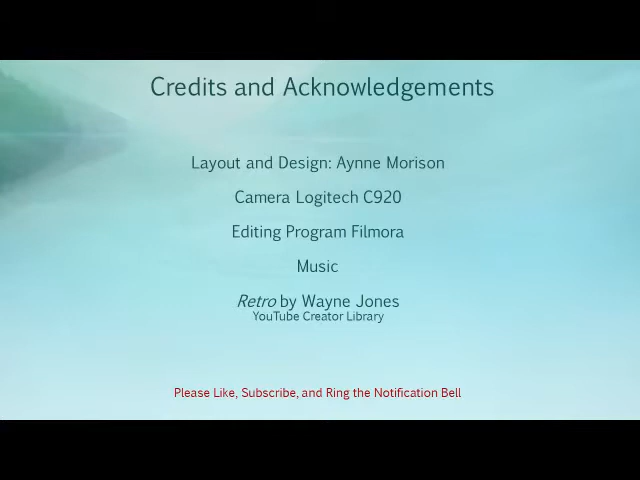 Credits and Acknowledgements
Layout and Design: Aynne Morison
Camera Logitech C920
Editing Program Filmora
Music
Retro by Wayne Jones
YouTube Creator Library
Please Like, Subscribe, and Ring the Notification Bell